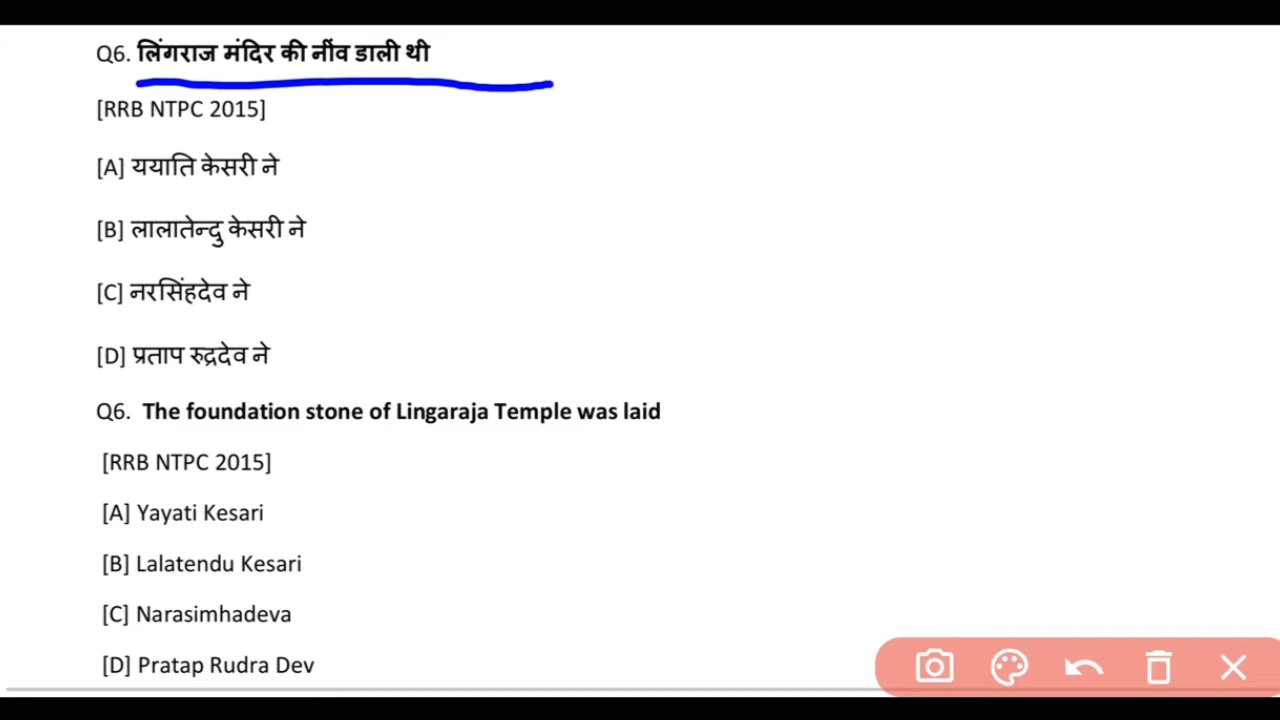 Q6. लिंगराज मंदिर की नींव डाली थी
[RRB NTPC 2015]
[A] ययाति केसरी ने
[B] लालातेन्दु केसरी ने
[C] नरसिंहदेव ने
[D] प्रताप रुद्रदेव ने
Q6. The foundation stone of Lingaraja Temple was laid
[RRB NTPC 2015]
[A] Yayati Kesari
[B] Lalatendu Kesari
[C] Narasimhadeva
[D] Pratap Rudra Dev